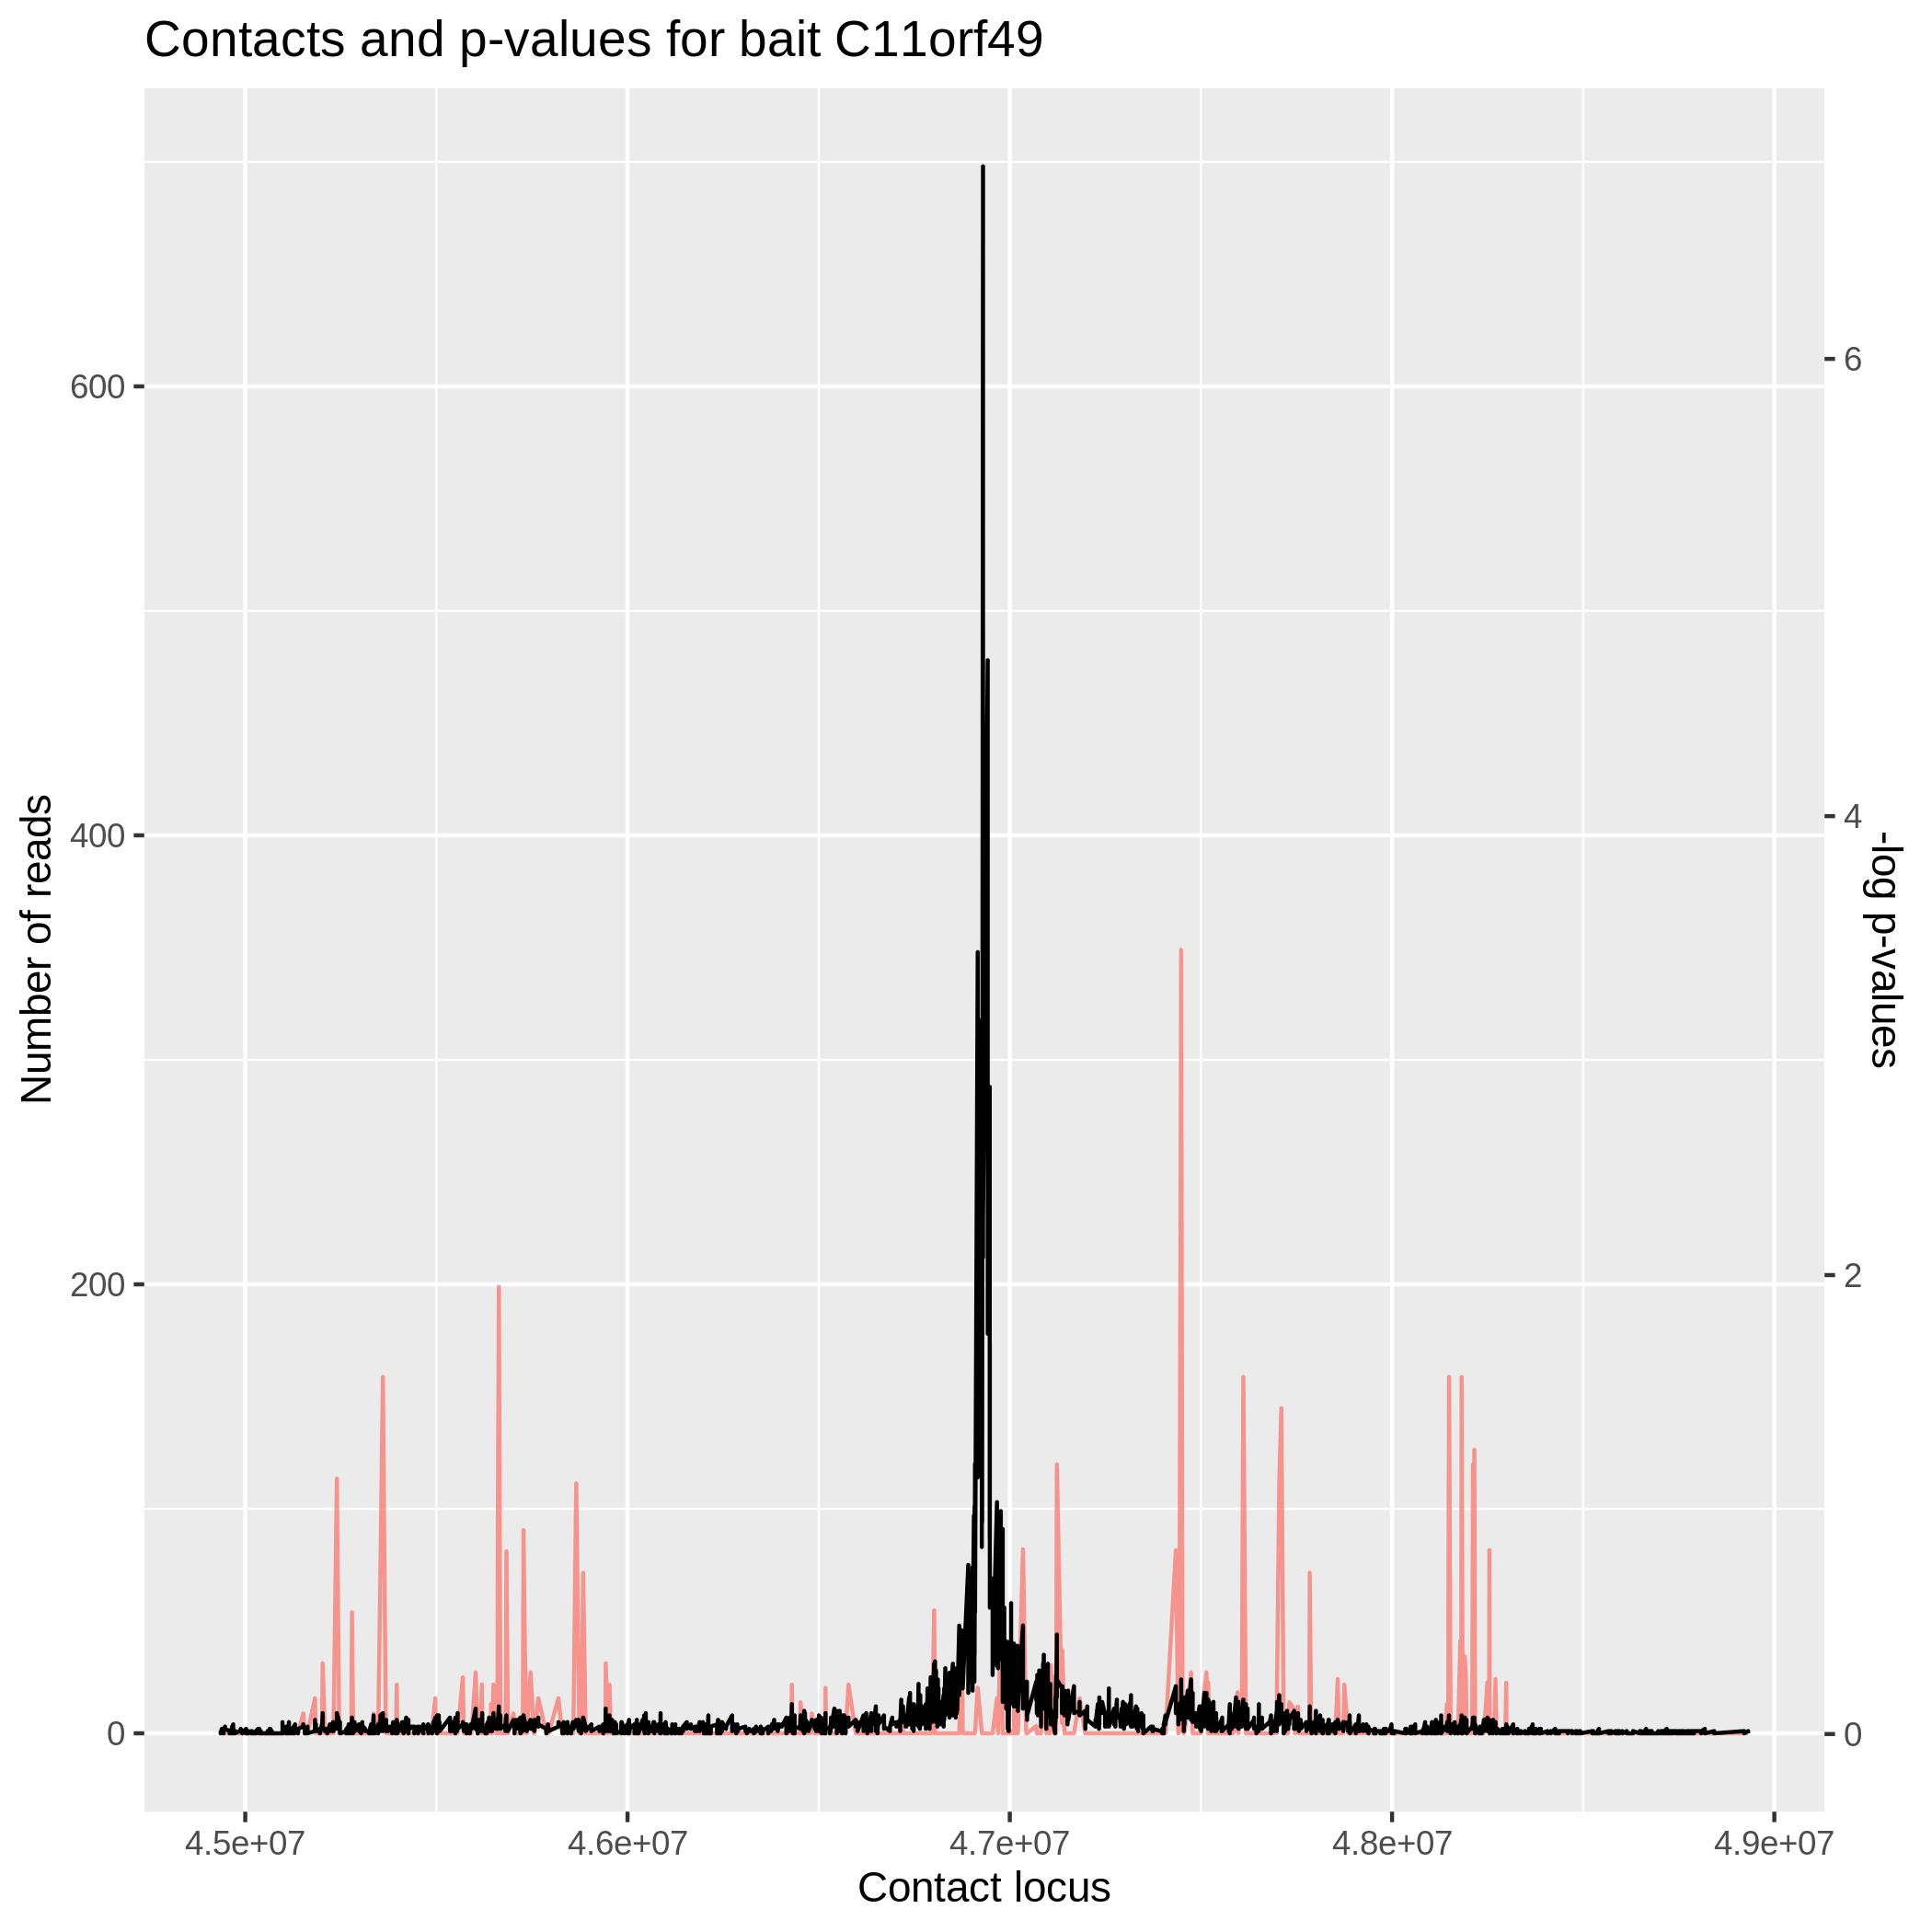 Contacts and p-values for bait C11orf49
Number of reads
600
400
200
0
6
4
2
0
-log p-values
4.5e+07 4.6e+07 4.7e+07 4.8e+07 4.9e+07
Contact locus